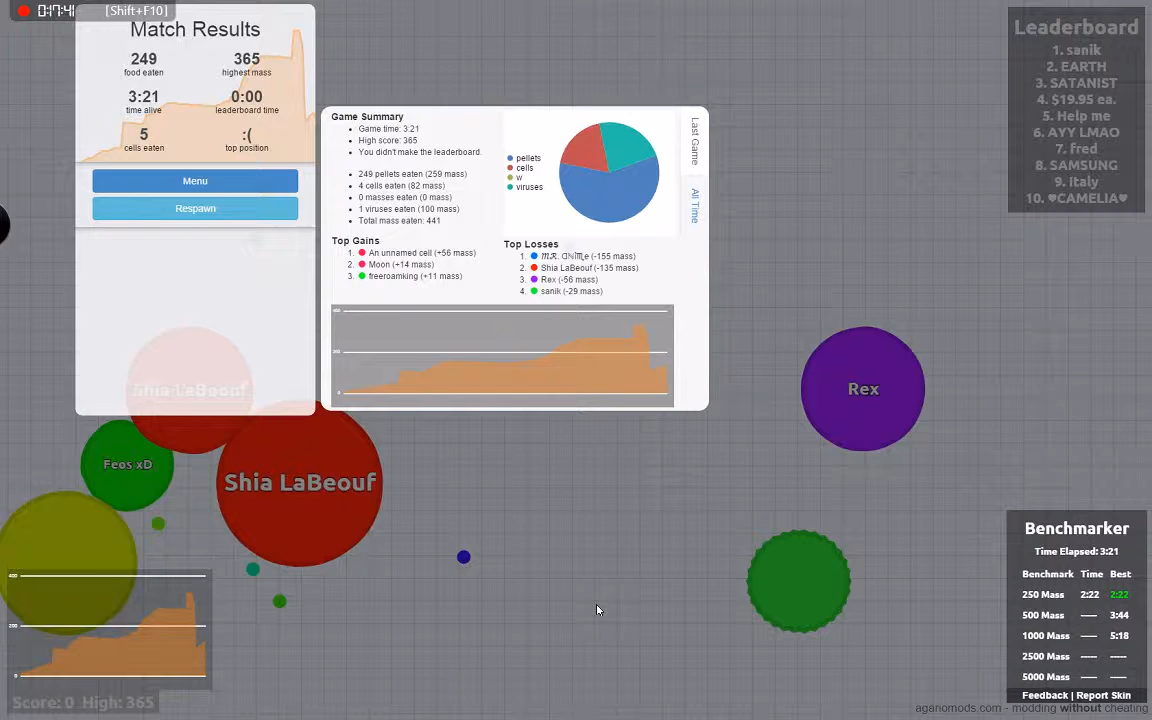 0:17:41 [Shift+F10]
Match Results
249 365
food eaten highest mass
3:21 0:00
time alive leaderboard time
5 :(
cells eaten top position
Menu
Respawn
Game Summary
Game time: 3:21
High score: 365
You didn't make the leaderboard.
249 pellets eaten (259 mass)
4 cells eaten (82 mass)
0 masses eaten (0 mass)
1 viruses eaten (100 mass)
Total mass eaten: 441
pellets
cells
w
viruses
Last Game
All Time
Top Gains
1. An unnamed cell (+56 mass)
2. Moon (+14 mass)
3. freeroamking (+11 mass)
Top Losses
1. (-155 mass)
2. Shia LaBeouf (-135 mass)
3. Rex (-56 mass)
4. sanik (-29 mass)
Leaderboard
1. sanik
2. EARTH
3. SATANIST
4. $19.95 ea.
5. Help me
6. AYY LMAO
7. fred
8. SAMSUNG
9. Italy
10. ♥CAMELIA♥
Shia LaBeouf
Rex
Feos xD
Shia LaBeouf
400
200
0
Score: 0 High: 365
Benchmarker
Time Elapsed: 3:21
Benchmark Time Best
250 Mass 2:22 2:22
500 Mass —— 3:44
1000 Mass —— 5:18
2500 Mass ----- -----
5000 Mass ----- -----
Feedback | Report Skin
agariomods.com - modding without cheating